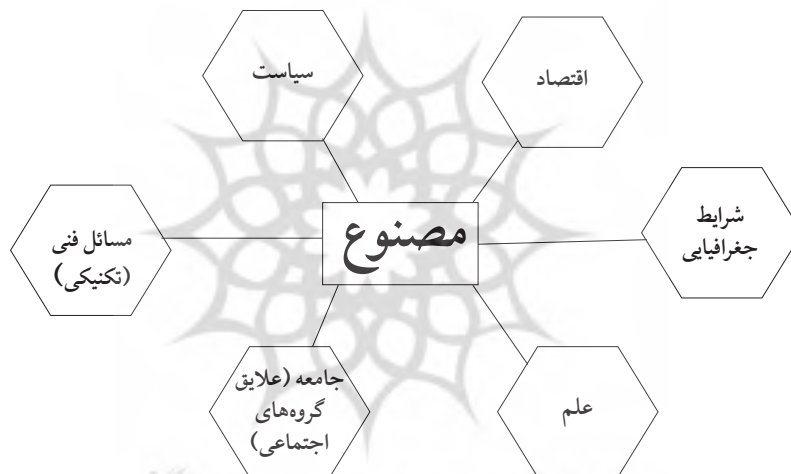 اقتصاد
سیاست
شرایط
جغرافیایی
مصنوع
مسائل فنی
(تکنیکی)
علم
جامعه (علایق
گروه‌های
اجتماعی)